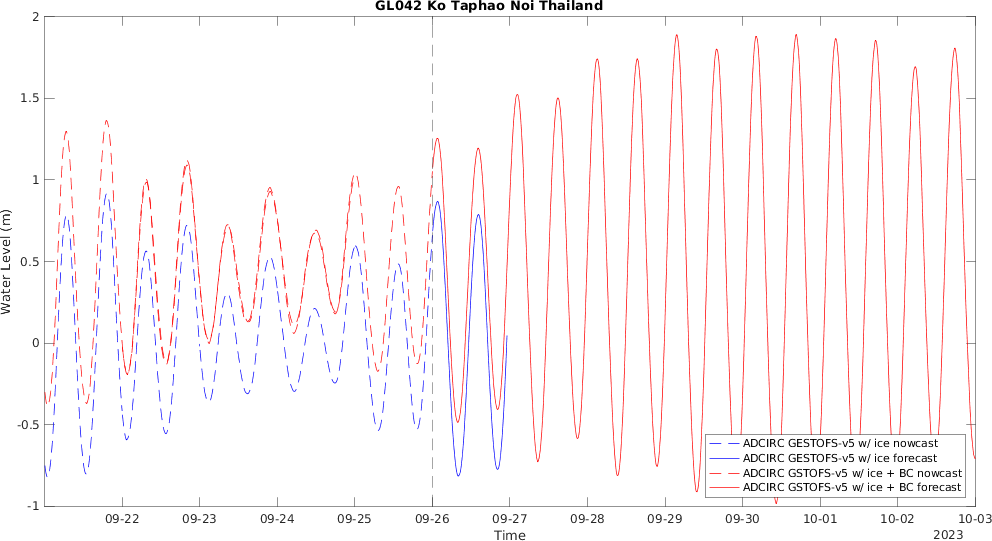 GL042 Ko Taphao Noi Thailand
2
1.5
1
0.5
0
-0.5
-1
Water Level (m)
ADCIRC GESTOFS-v5 w/ ice nowcast
ADCIRC GESTOFS-v5 w/ ice forecast
ADCIRC GSTOFS-v5 w/ ice + BC nowcast
ADCIRC GSTOFS-v5 w/ ice + BC forecast
09-22 09-23 09-24 09-25 09-26 09-27 09-28 09-29 09-30 10-01 10-02 10-03
Time
2023